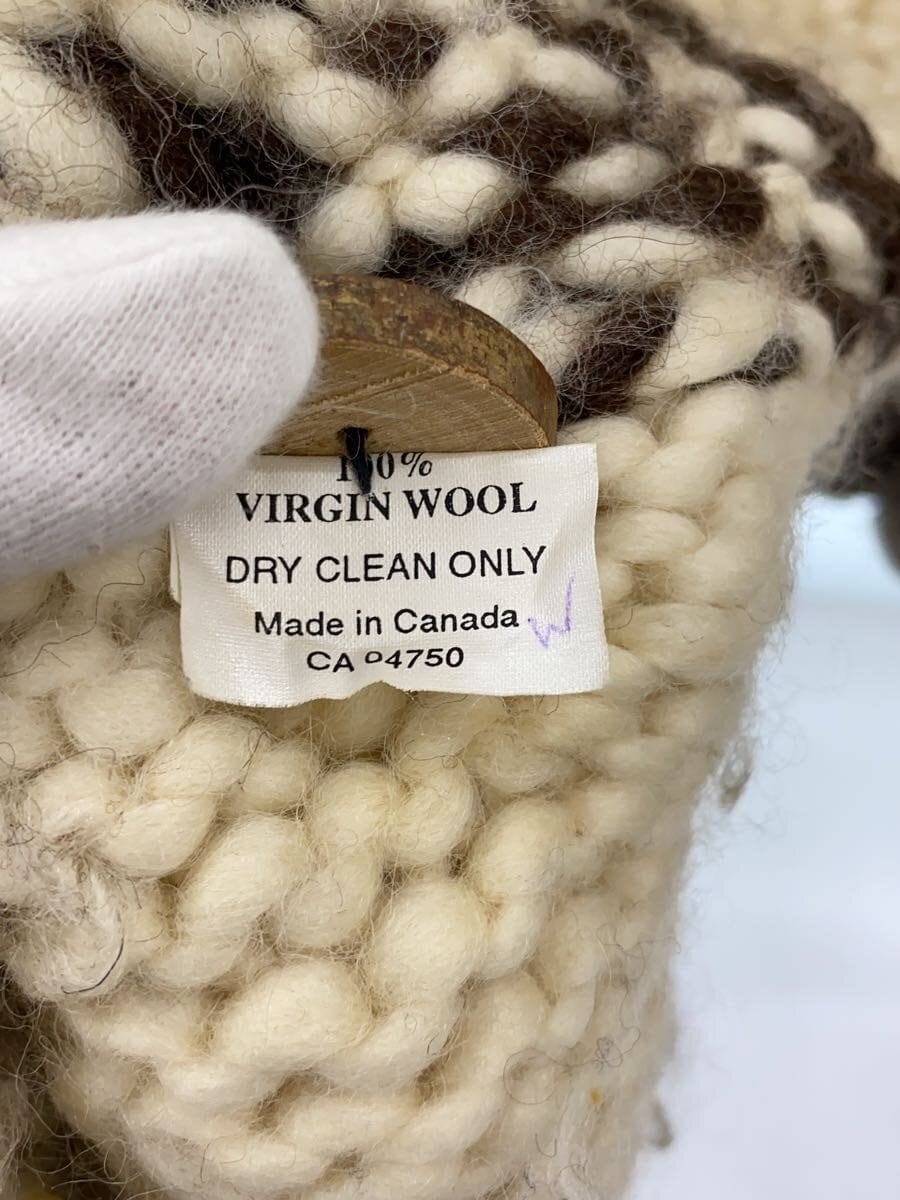 100%
VIRGIN WOOL
DRY CLEAN ONLY
Made in Canada W
CA 04750